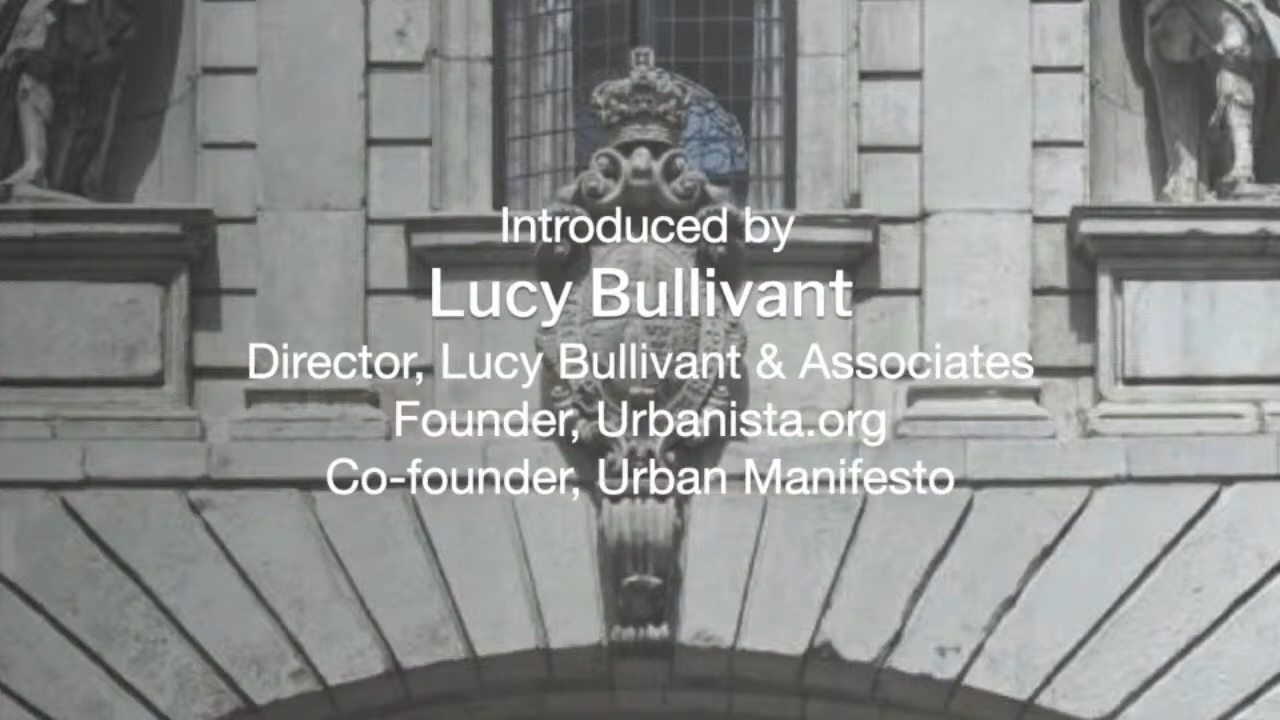 Introduced by
Lucy Bullivant
Director, Lucy Bullivant & Associates
Founder, Urbanista.org
Co-founder, Urban Manifesto